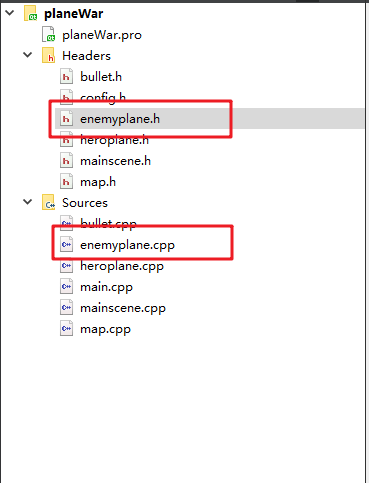 planeWar
planeWar.pro
Headers
bullet.h
config.h
enemyplane.h
heroplane.h
mainscene.h
map.h
Sources
bullet.cpp
enemyplane.cpp
heroplane.cpp
main.cpp
mainscene.cpp
map.cpp